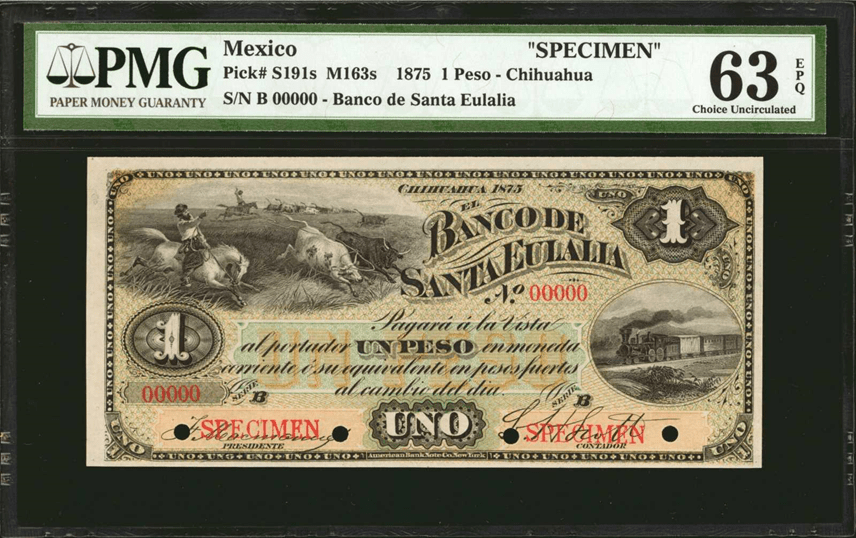 PMG
PAPER MONEY GUARANTY
Mexico "SPECIMEN"
Pick# S191s M163s 1875 1 Peso - Chihuahua
S/N B 00000 - Banco de Santa Eulalia
63 EPQ
Choice Uncirculated
CHIHUAHUA 1875
UNO
1
EL
BANCO DE
SANTA EULALIA
No. 00000
1
Pagará á la Vista
al portador UN PESO en moneda
corriente ó su equivalente en pesos fuertes
al cambio del dia.
00000
SERIE B
SERIE B
SPECIMEN
UNO
SPECIMEN
PRESIDENTE
CONTADOR
UNO
UNO
American Bank Note Co. New York